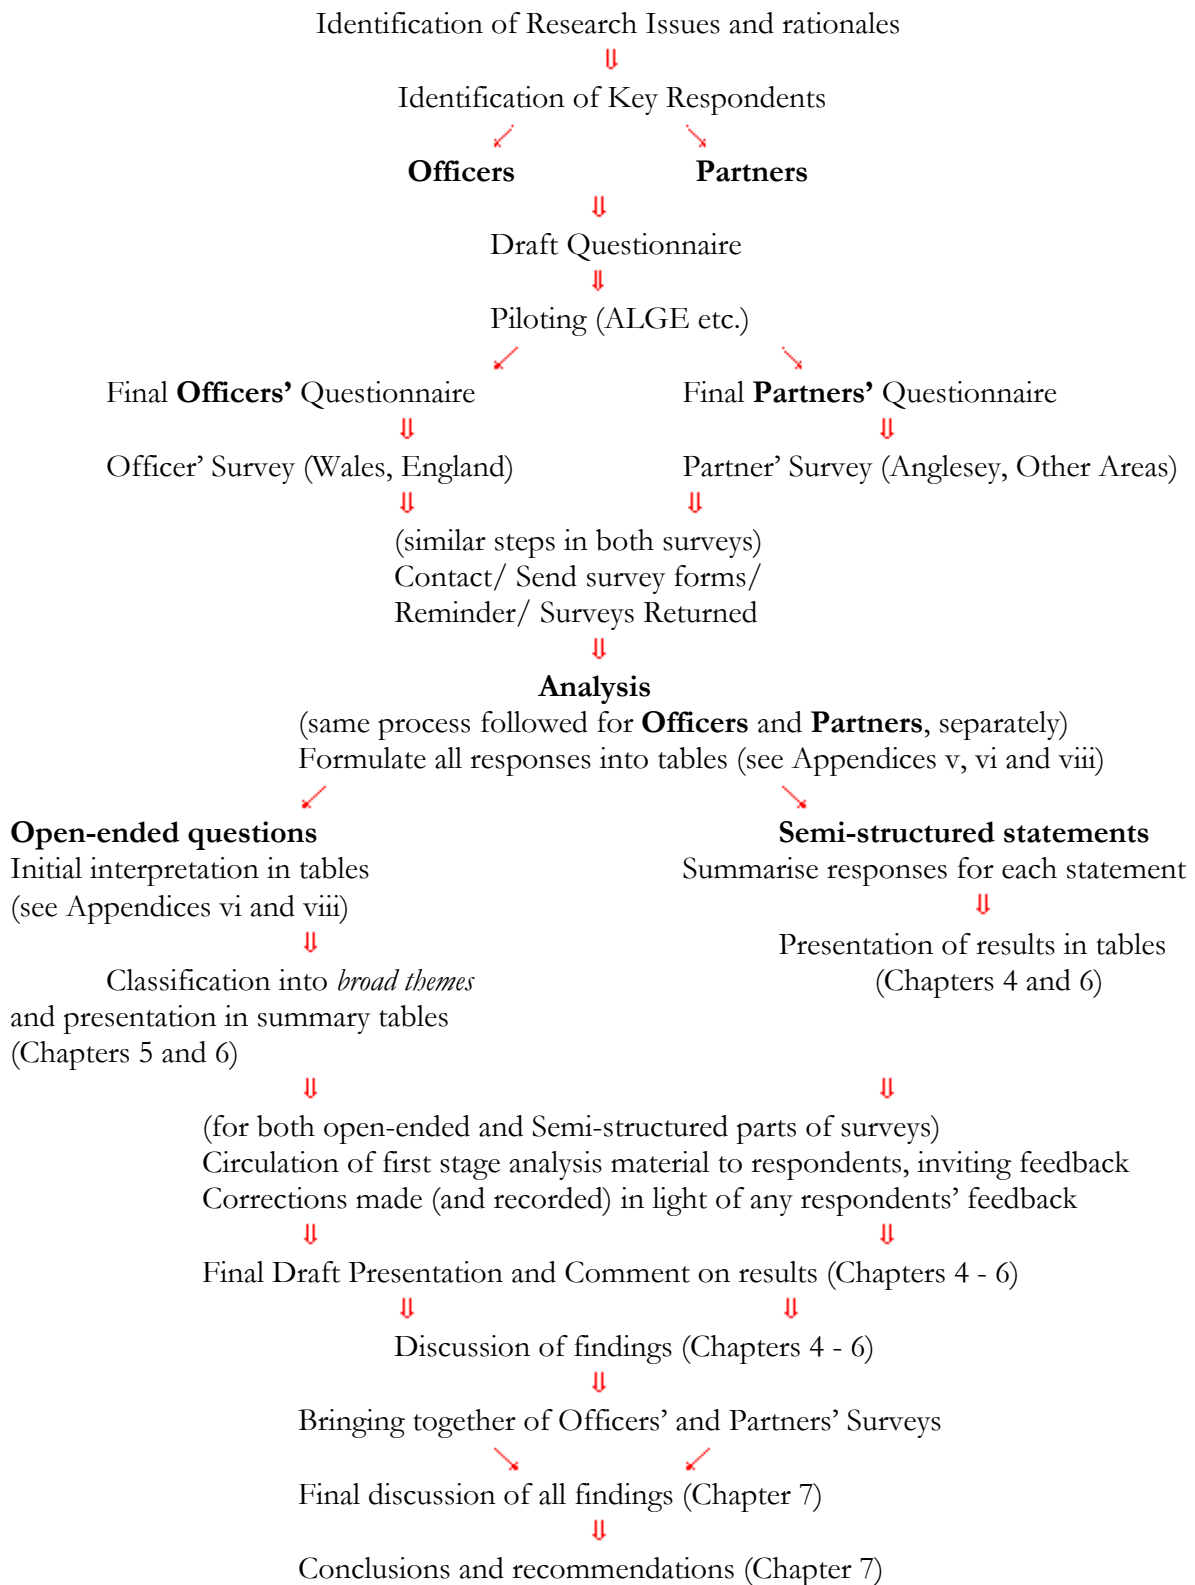 Identification of Research Issues and rationales
Identification of Key Respondents
Officers Partners
Draft Questionnaire
Piloting (ALGE etc.)
Final Officers’ Questionnaire Final Partners’ Questionnaire
Officer’ Survey (Wales, England) Partner’ Survey (Anglesey, Other Areas)
(similar steps in both surveys)
Contact/ Send survey forms/
Reminder/ Surveys Returned
Analysis
(same process followed for Officers and Partners, separately)
Formulate all responses into tables (see Appendices v, vi and viii)
Open-ended questions
Initial interpretation in tables
(see Appendices vi and viii)
Classification into broad themes
and presentation in summary tables
(Chapters 5 and 6)
Semi-structured statements
Summarise responses for each statement
Presentation of results in tables
(Chapters 4 and 6)
(for both open-ended and Semi-structured parts of surveys)
Circulation of first stage analysis material to respondents, inviting feedback
Corrections made (and recorded) in light of any respondents’ feedback
Final Draft Presentation and Comment on results (Chapters 4 - 6)
Discussion of findings (Chapters 4 - 6)
Bringing together of Officers’ and Partners’ Surveys
Final discussion of all findings (Chapter 7)
Conclusions and recommendations (Chapter 7)